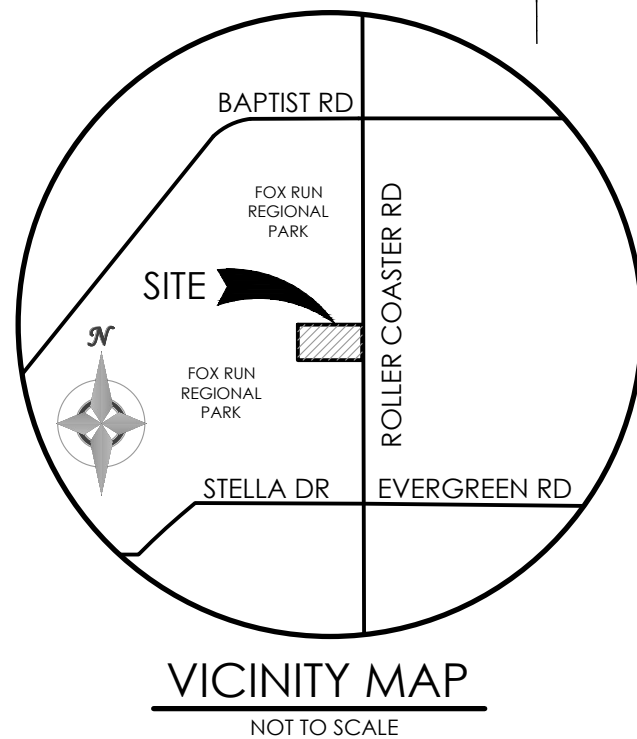 BAPTIST RD
FOX RUN
REGIONAL
PARK
ROLLER COASTER RD
SITE
N
FOX RUN
REGIONAL
PARK
STELLA DR
EVERGREEN RD
VICINITY MAP
NOT TO SCALE